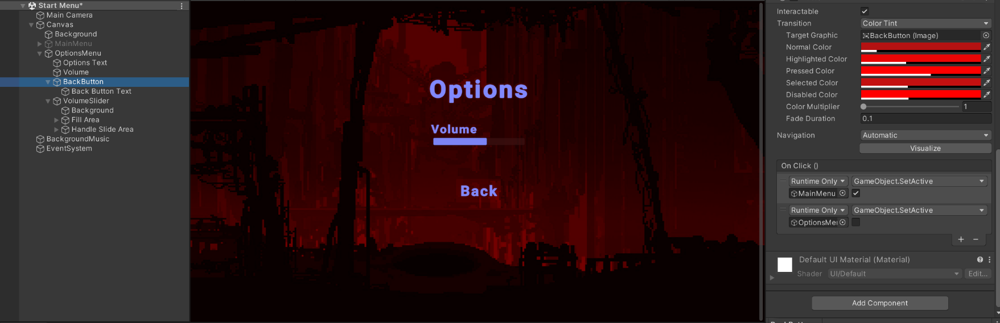 Start Menu*
Main Camera
Canvas
Background
MainMenu
OptionsMenu
Options Text
Volume
BackButton
Back Button Text
VolumeSlider
Background
Fill Area
Handle Slide Area
BackgroundMusic
EventSystem
Options
Volume
Back
Interactable
Transition Color Tint
Target Graphic BackButton (Image)
Normal Color
Highlighted Color
Pressed Color
Selected Color
Disabled Color
Color Multiplier 1
Fade Duration 0.1
Navigation Automatic
Visualize
On Click ()
Runtime Only GameObject.SetActive
MainMenu
Runtime Only GameObject.SetActive
OptionsMe
Default UI Material (Material)
Shader UI/Default Edit...
Add Component